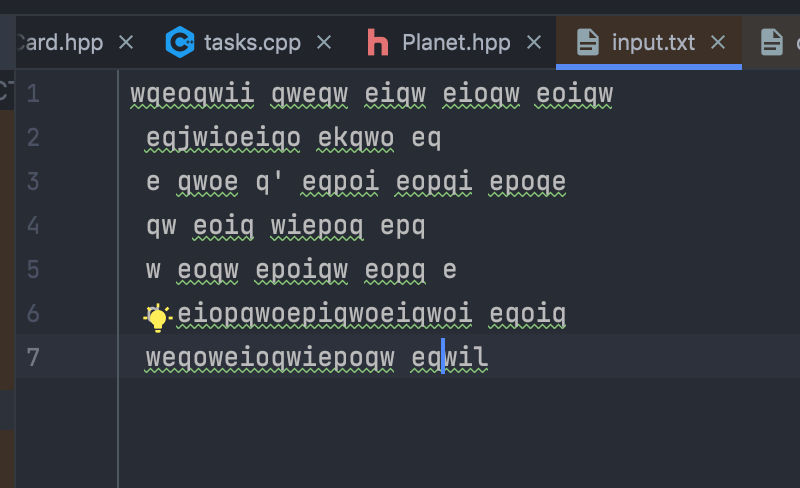 Card.hpp tasks.cpp Planet.hpp input.txt
1 wqeoqwii qweqw eiqw eioqw eoiqw
2 eqjwioeiqo ekqwo eq
3 e qwoe q' eqpoi eopqi epoqe
4 qw eoiq wiepoq epq
5 w eoqw epoiqw eopq e
6 eiopqwoepiqwoeiqwoi eqoiq
7 weqoweioqwiepoqw eqwil